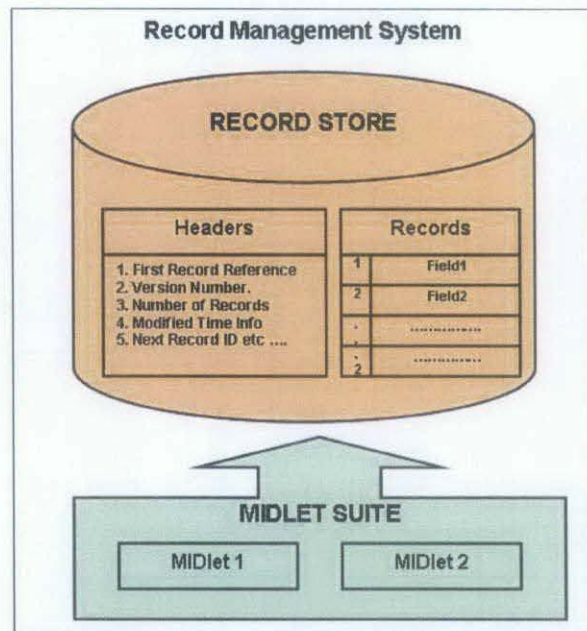 Record Management System
RECORD STORE
Headers
1. First Record Reference
2. Version Number.
3. Number of Records
4. Modified Time Info
5. Next Record ID etc ....
Records
1 Field1
2 Field2
. ...............
. ...............
. 2
MIDLET SUITE
MIDlet 1
MIDlet 2